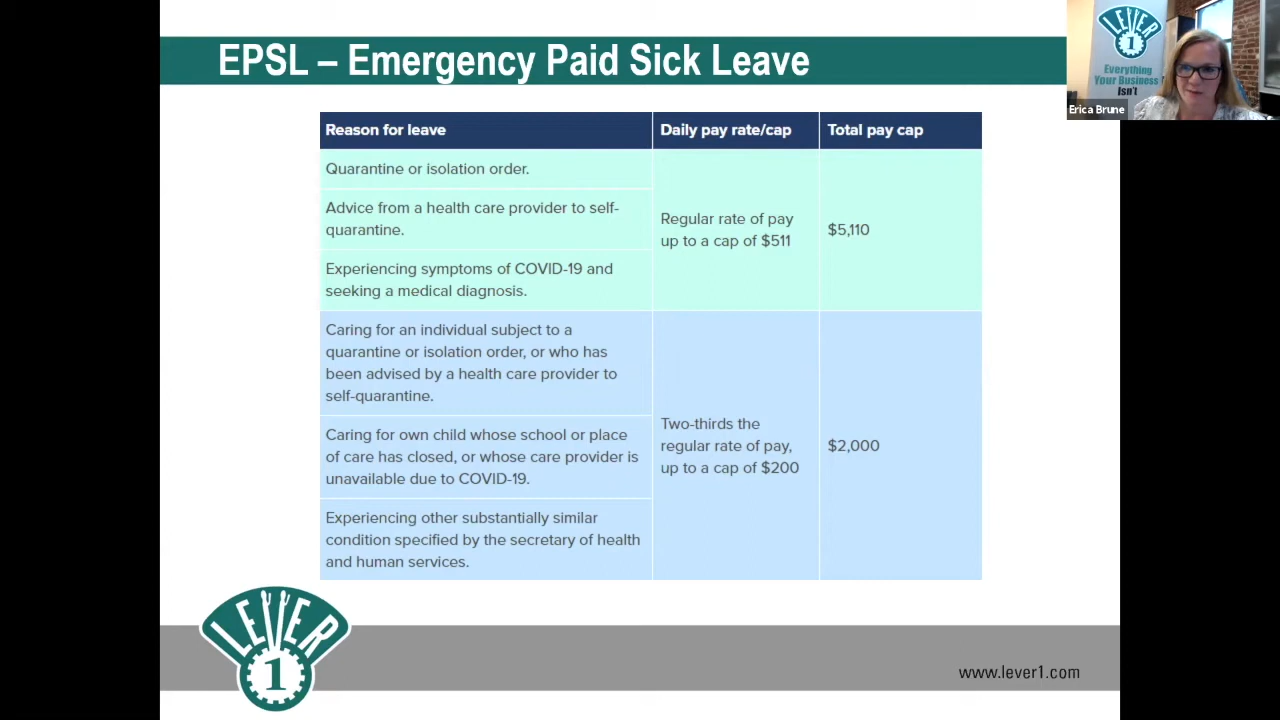 EPSL – Emergency Paid Sick Leave
LEVER
1
Everything
Your Business
Isn't
Erica Brune
Reason for leave
Daily pay rate/cap
Total pay cap
Quarantine or isolation order.
Advice from a health care provider to self-
quarantine.
Experiencing symptoms of COVID-19 and
seeking a medical diagnosis.
Regular rate of pay
up to a cap of $511
$5,110
Caring for an individual subject to a
quarantine or isolation order, or who has
been advised by a health care provider to
self-quarantine.
Caring for own child whose school or place
of care has closed, or whose care provider is
unavailable due to COVID-19.
Experiencing other substantially similar
condition specified by the secretary of health
and human services.
Two-thirds the
regular rate of pay,
up to a cap of $200
$2,000
LEVER
1
www.lever1.com